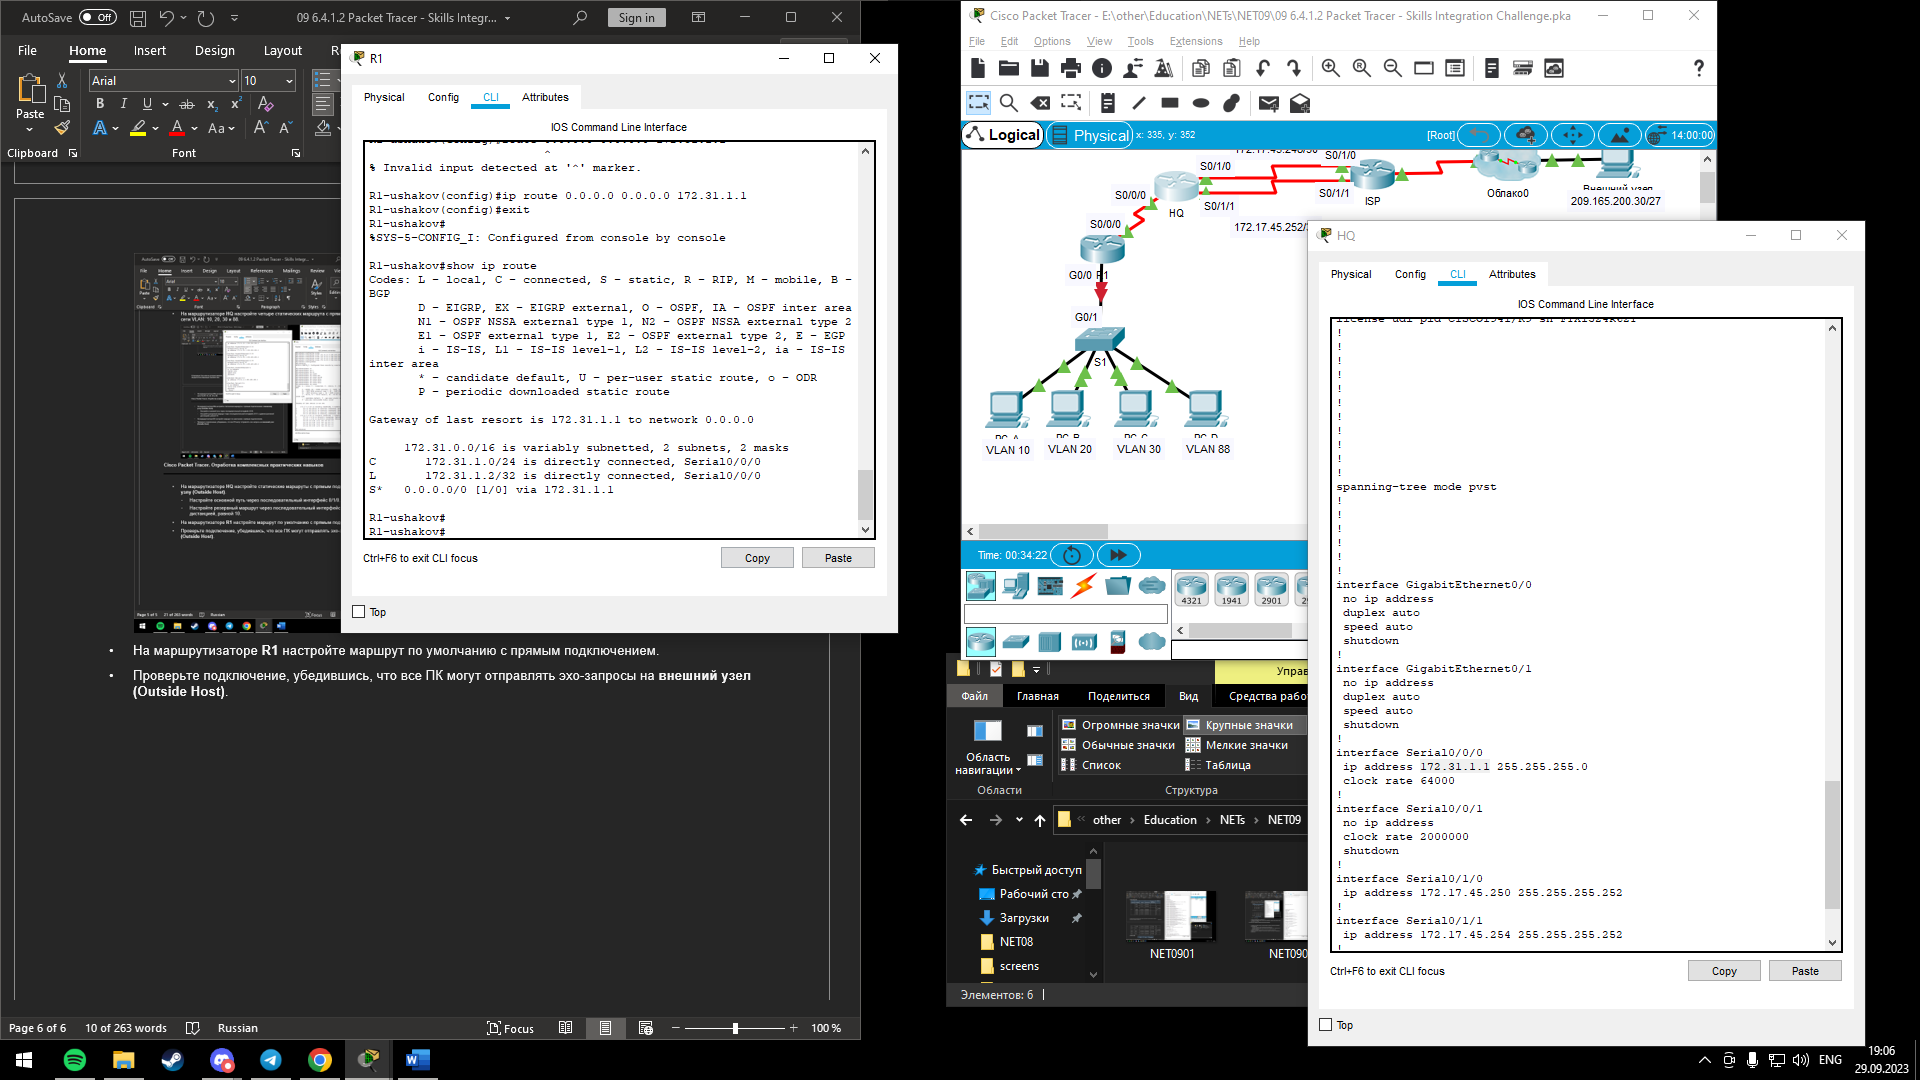 AutoSave Off 09 6.4.1.2 Packet Tracer - Skills Integr... Sign in
File Home Insert Design Layout
Paste
Arial 10
Clipboard Font
R1
Physical Config CLI Attributes
IOS Command Line Interface
^
% Invalid input detected at '^' marker.
R1-ushakov(config)#ip route 0.0.0.0 0.0.0.0 172.31.1.1
R1-ushakov(config)#exit
R1-ushakov#
%SYS-5-CONFIG_I: Configured from console by console
R1-ushakov#show ip route
Codes: L - local, C - connected, S - static, R - RIP, M - mobile, B -
BGP
D - EIGRP, EX - EIGRP external, O - OSPF, IA - OSPF inter area
N1 - OSPF NSSA external type 1, N2 - OSPF NSSA external type 2
E1 - OSPF external type 1, E2 - OSPF external type 2, E - EGP
i - IS-IS, L1 - IS-IS level-1, L2 - IS-IS level-2, ia - IS-IS
inter area
* - candidate default, U - per-user static route, o - ODR
P - periodic downloaded static route
Gateway of last resort is 172.31.1.1 to network 0.0.0.0
172.31.0.0/16 is variably subnetted, 2 subnets, 2 masks
C 172.31.1.0/24 is directly connected, Serial0/0/0
L 172.31.1.2/32 is directly connected, Serial0/0/0
S* 0.0.0.0/0 [1/0] via 172.31.1.1
R1-ushakov#
R1-ushakov#
Ctrl+F6 to exit CLI focus
Copy Paste
Top
• На маршрутизаторе R1 настройте маршрут по умолчанию с прямым подключением.
• Проверьте подключение, убедившись, что все ПК могут отправлять эхо-запросы на внешний узел
(Outside Host).
Page 6 of 6 10 of 263 words Russian Focus 100 %
Cisco Packet Tracer - E:\other\Education\NETs\NET09\09 6.4.1.2 Packet Tracer - Skills Integration Challenge.pka
File Edit Options View Tools Extensions Help
Logical Physical x: 335, y: 352 [Root] 14:00:00
S0/1/0 S0/1/0
S0/0/0 S0/1/1 S0/1/1
HQ ISP Облако0 Внешний узел
209.165.200.30/27
S0/0/0
G0/0 R1
G0/1
S1
PC-A PC-B PC-C PC-D
VLAN 10 VLAN 20 VLAN 30 VLAN 88
Time: 00:34:22
4321 1941 2901
HQ
Physical Config CLI Attributes
IOS Command Line Interface
!
!
!
!
!
!
!
!
!
!
!
spanning-tree mode pvst
!
!
!
!
!
!
interface GigabitEthernet0/0
no ip address
duplex auto
speed auto
shutdown
!
interface GigabitEthernet0/1
no ip address
duplex auto
speed auto
shutdown
!
interface Serial0/0/0
ip address 172.31.1.1 255.255.255.0
clock rate 64000
!
interface Serial0/0/1
no ip address
clock rate 2000000
shutdown
!
interface Serial0/1/0
ip address 172.17.45.250 255.255.255.252
!
interface Serial0/1/1
ip address 172.17.45.254 255.255.255.252
!
Ctrl+F6 to exit CLI focus
Copy Paste
Top
Файл Главная Поделиться Вид
Область
навигации
Области
Огромные значки Крупные значки
Обычные значки Мелкие значки
Список Таблица
Структура
other › Education › NETs › NET09
Быстрый доступ
Рабочий сто
Загрузки
NET08
screens
NET0901
Элементов: 6
ENG
19:06
29.09.2023